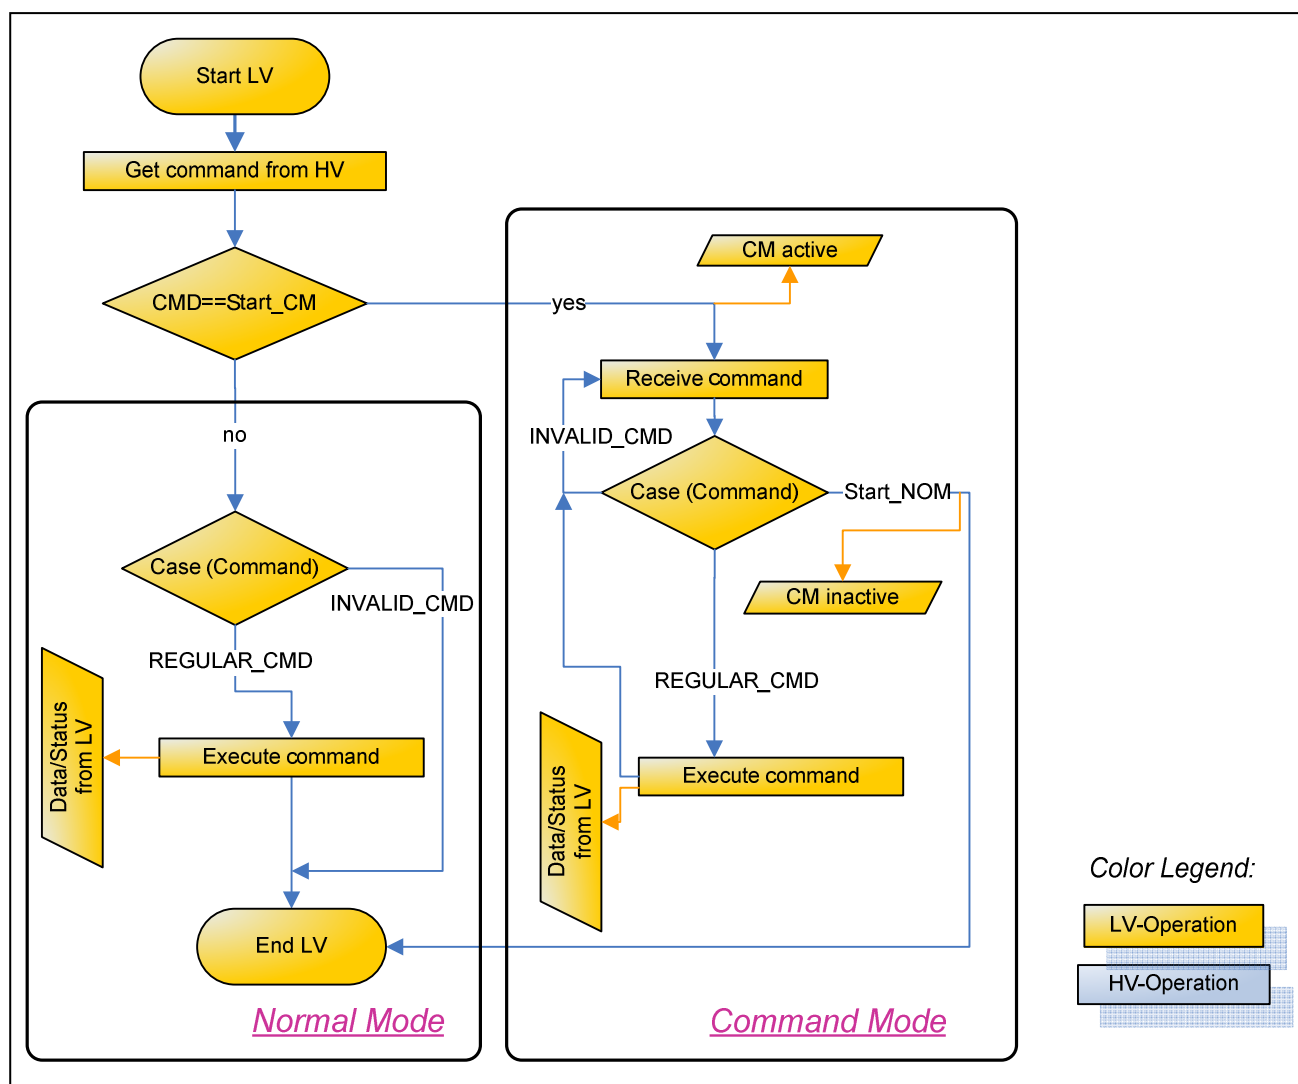 Start LV
Get command from HV
CMD==Start_CM
yes
no
CM active
Receive command
INVALID_CMD
Case (Command)
Start_NOM
CM inactive
REGULAR_CMD
Execute command
Data/Status
from LV
Case (Command)
INVALID_CMD
REGULAR_CMD
Execute command
Data/Status
from LV
End LV
Normal Mode
Command Mode
Color Legend:
LV-Operation
HV-Operation